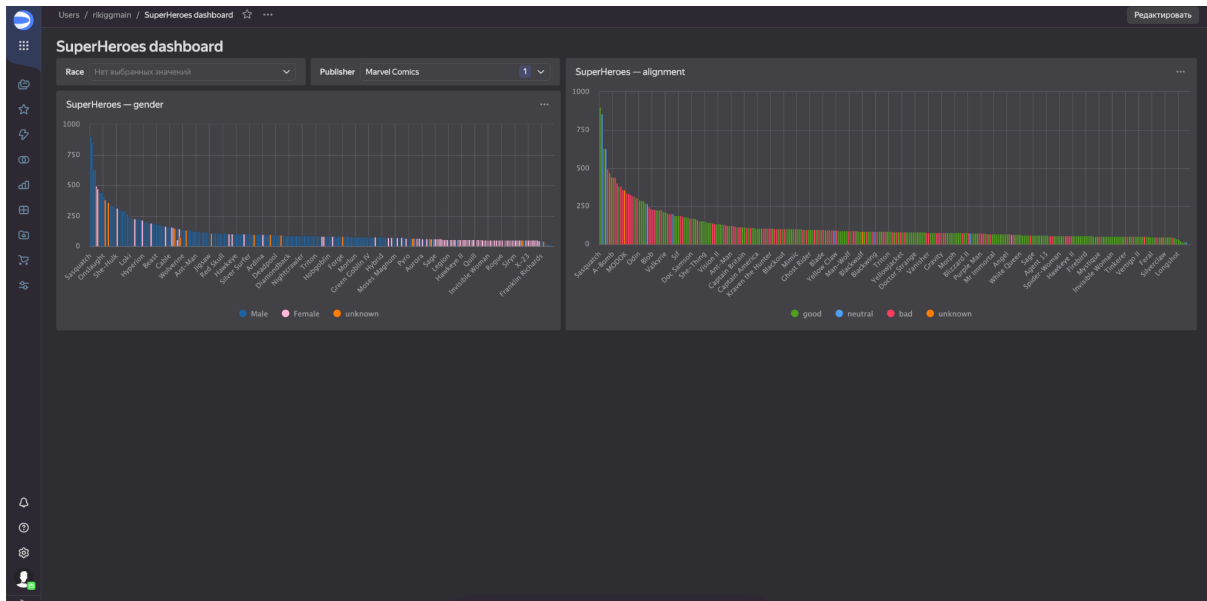 Users / rikiggmain / SuperHeroes dashboard
Редактировать
SuperHeroes dashboard
Race Нет выбранных значений
Publisher Marvel Comics 1
SuperHeroes — gender
1000
750
500
250
0
Sasquatch
Onslaught
She-Hulk
Loki
Hyperion
Beast
Cable
Wolverine
Ant-Man
Jigsaw
Red Skull
Hawkeye
Silver Surfer
Ardina
Deadpool
Diamondback
Nightcrawler
Triton
Hobgoblin
Forge
Morlun
Green Goblin IV
Hybrid
Moses Magnum
Pyro
Aurora
Sage
Legion
Hawkeye II
Quill
Invisible Woman
Rogue
Siryn
X-23
Franklin Richards
Male
Female
unknown
SuperHeroes — alignment
1000
750
500
250
0
Sasquatch
A-Bomb
MODOK
Odin
Blob
Valkyrie
Sif
Doc Samson
She-Thing
Venom II
Ant-Man
Captain Britain
Captain America
Kraven the Hunter
Blackout
Mimic
Ghost Rider
Blade
Yellow Claw
Man-Wolf
Blackwulf
Blackwing
Triton
Yellowjacket
Doctor Strange
Vanisher
Gravity
Morph
Blizzard II
Purple Man
Mr Immortal
Angel
White Queen
Sage
Agent 13
Spider-Woman
Hawkeye II
Firebird
Mystique
Invisible Woman
Tinkerer
Vertigo II
Feral
Silverclaw
Longshot
good
neutral
bad
unknown